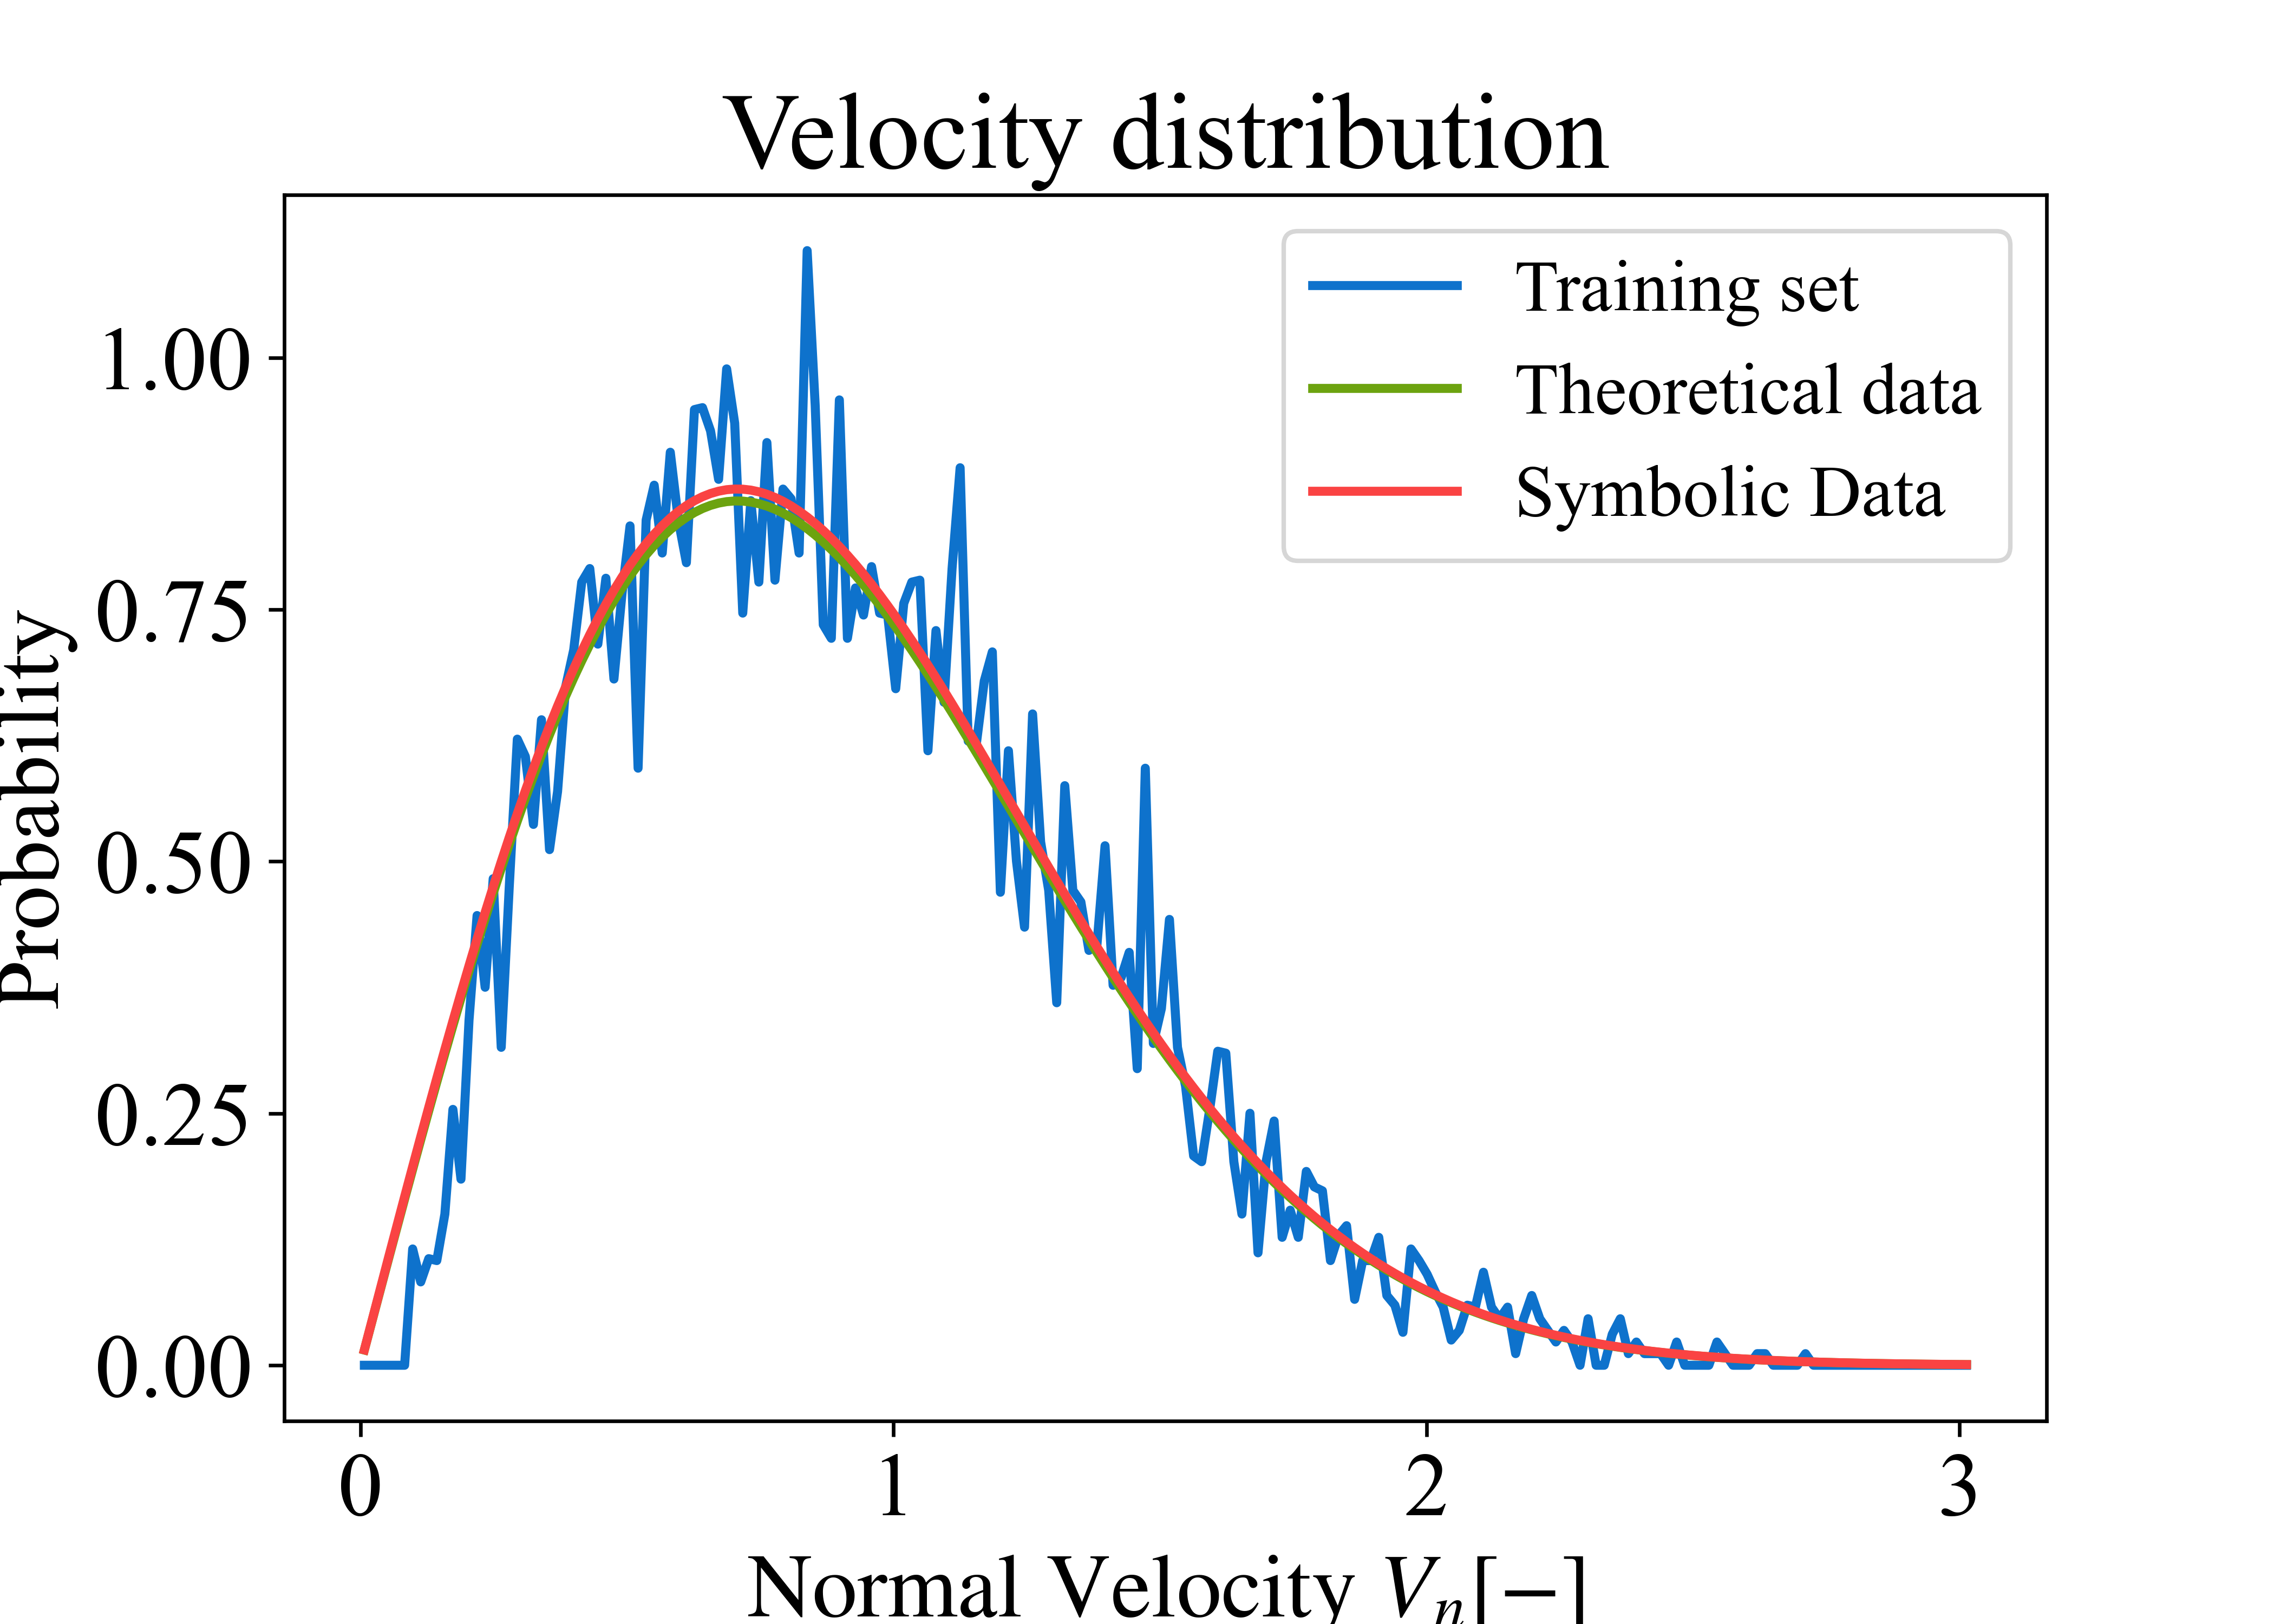 Velocity distribution
Training set
Theoretical data
Symbolic Data
1.00
0.75
0.50
0.25
0.00
Probability
0 1 2 3
Normal Velocity Vn[−]